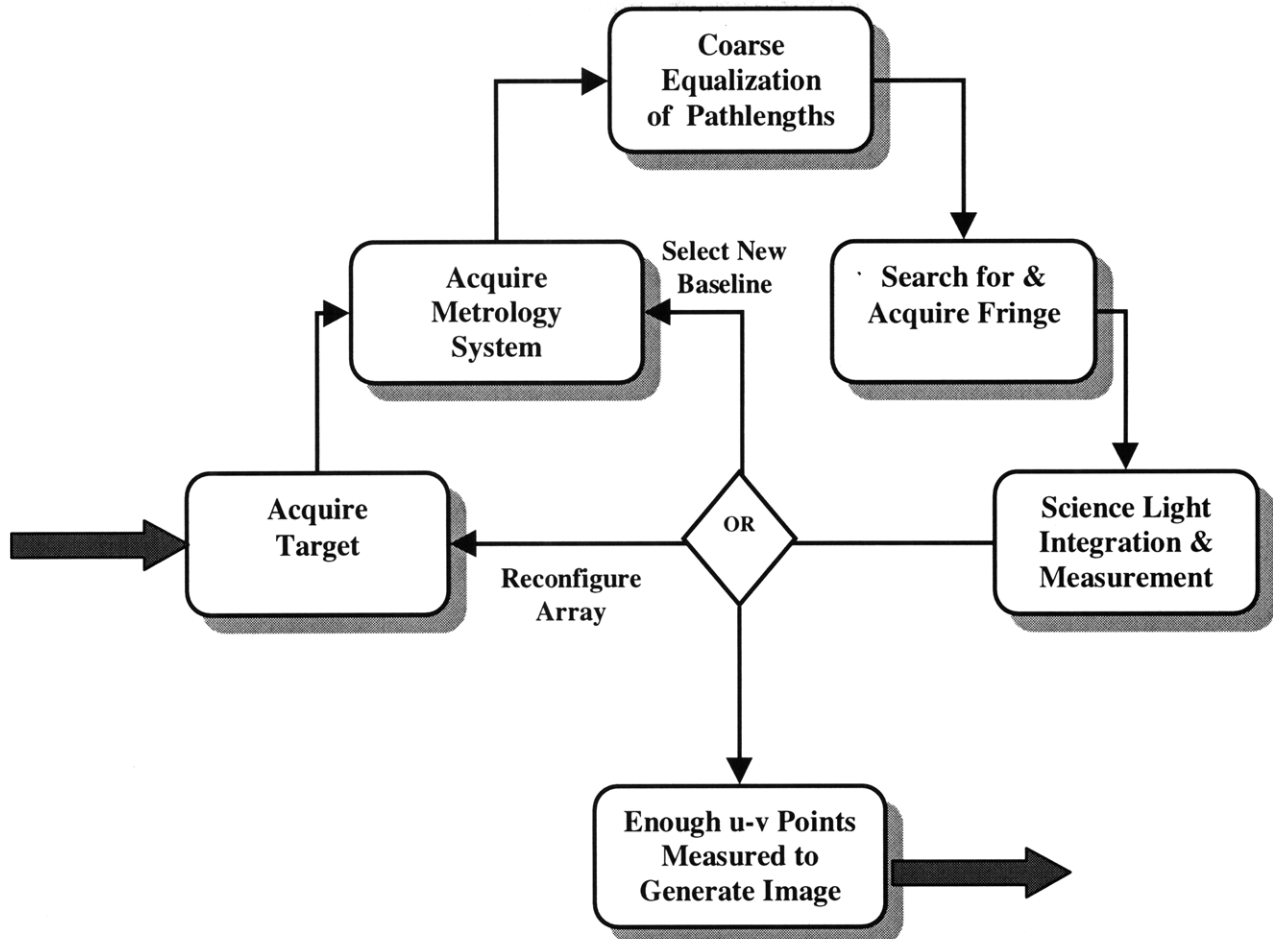 Coarse
Equalization
of Pathlengths
Select New
Baseline
Acquire
Metrology
System
Search for &
Acquire Fringe
Acquire
Target
OR
Reconfigure
Array
Science Light
Integration &
Measurement
Enough u-v Points
Measured to
Generate Image